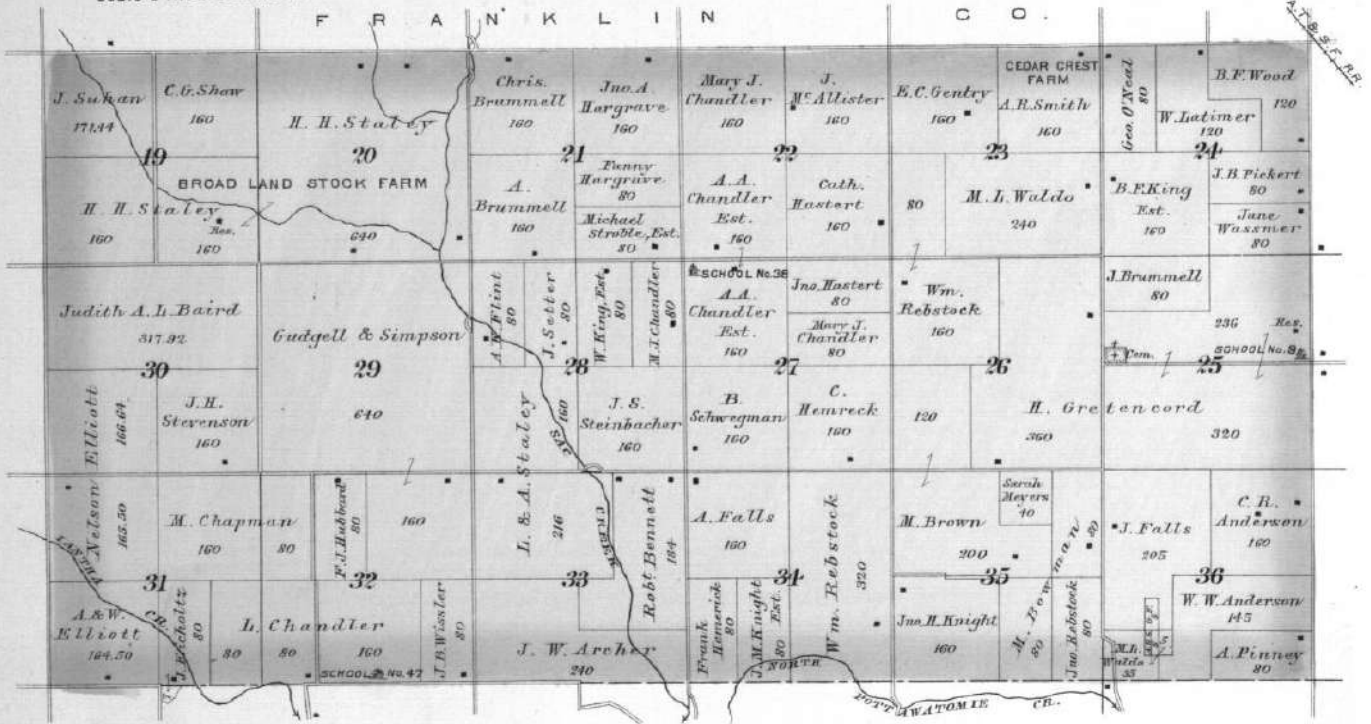 FRANKLIN CO.
A.T.& S.F. R.R.
J. Suhan
171.44
C.G. Shaw
160
H. H. Staley
20
19
BROAD LAND STOCK FARM
H. H. Staley
Res.
160
160
640
Chris.
Brummell
160
Jno. A
Hargrave
160
21
A.
Brummell
160
Fanny
Hargrave
80
Michael
Stroble, Est.
80
Mary J.
Chandler
160
J.
McAllister
160
22
A. A.
Chandler
Est.
160
Cath.
Hastert
160
E.C. Gentry
160
CEDAR CREST
FARM
A.R. Smith
160
23
80
M. L. Waldo
240
Geo. O'Neal
80
B.F. Wood
120
W. Latimer
120
24
B.F. King
Est.
160
J.B. Pickert
80
Jane
Wassmer
80
Judith A. L. Baird
317.92
30
Nelson Elliott
166.64
165.50
J.H.
Stevenson
160
Gudgell & Simpson
29
640
A.K. Flint
80
J. Setter
80
W. King, Est.
80
M.J. Chandler
80
28
L. & A. Staley
160
216
J. S.
Steinbacher
160
SAC CREEK
SCHOOL No. 38
A.A.
Chandler
Est.
160
Jno. Hastert
80
Mary J.
Chandler
80
27
B.
Schwegman
160
C.
Hemreck
160
Wm.
Rebstock
160
26
120
H. Gretencord
360
320
J. Brummell
80
236
Res.
SCHOOL No. 9
Cem.
25
M. Chapman
160
80
31
A. & W.
Elliott
164.50
CR.
80
L. Chandler
80
80
160
F.J. Hubbard
80
160
32
J.B. Wissler
80
SCHOOL No. 47
33
Robt Bennett
184
J. W. Archer
240
A. Falls
160
34
Frank
Hemerick
80
J.M. Knight
Est.
80
Wm. Rebstock
320
NORTH
POTTAWATOMIE CR.
M. Brown
200
Sarah
Meyers
40
35
Jno. H. Knight
160
M. Bowman
80
80
Jno. Rebstock
80
J. Falls
205
C. R.
Anderson
160
36
W. W. Anderson
145
M.L.
Waldo
35
A. Pinney
80